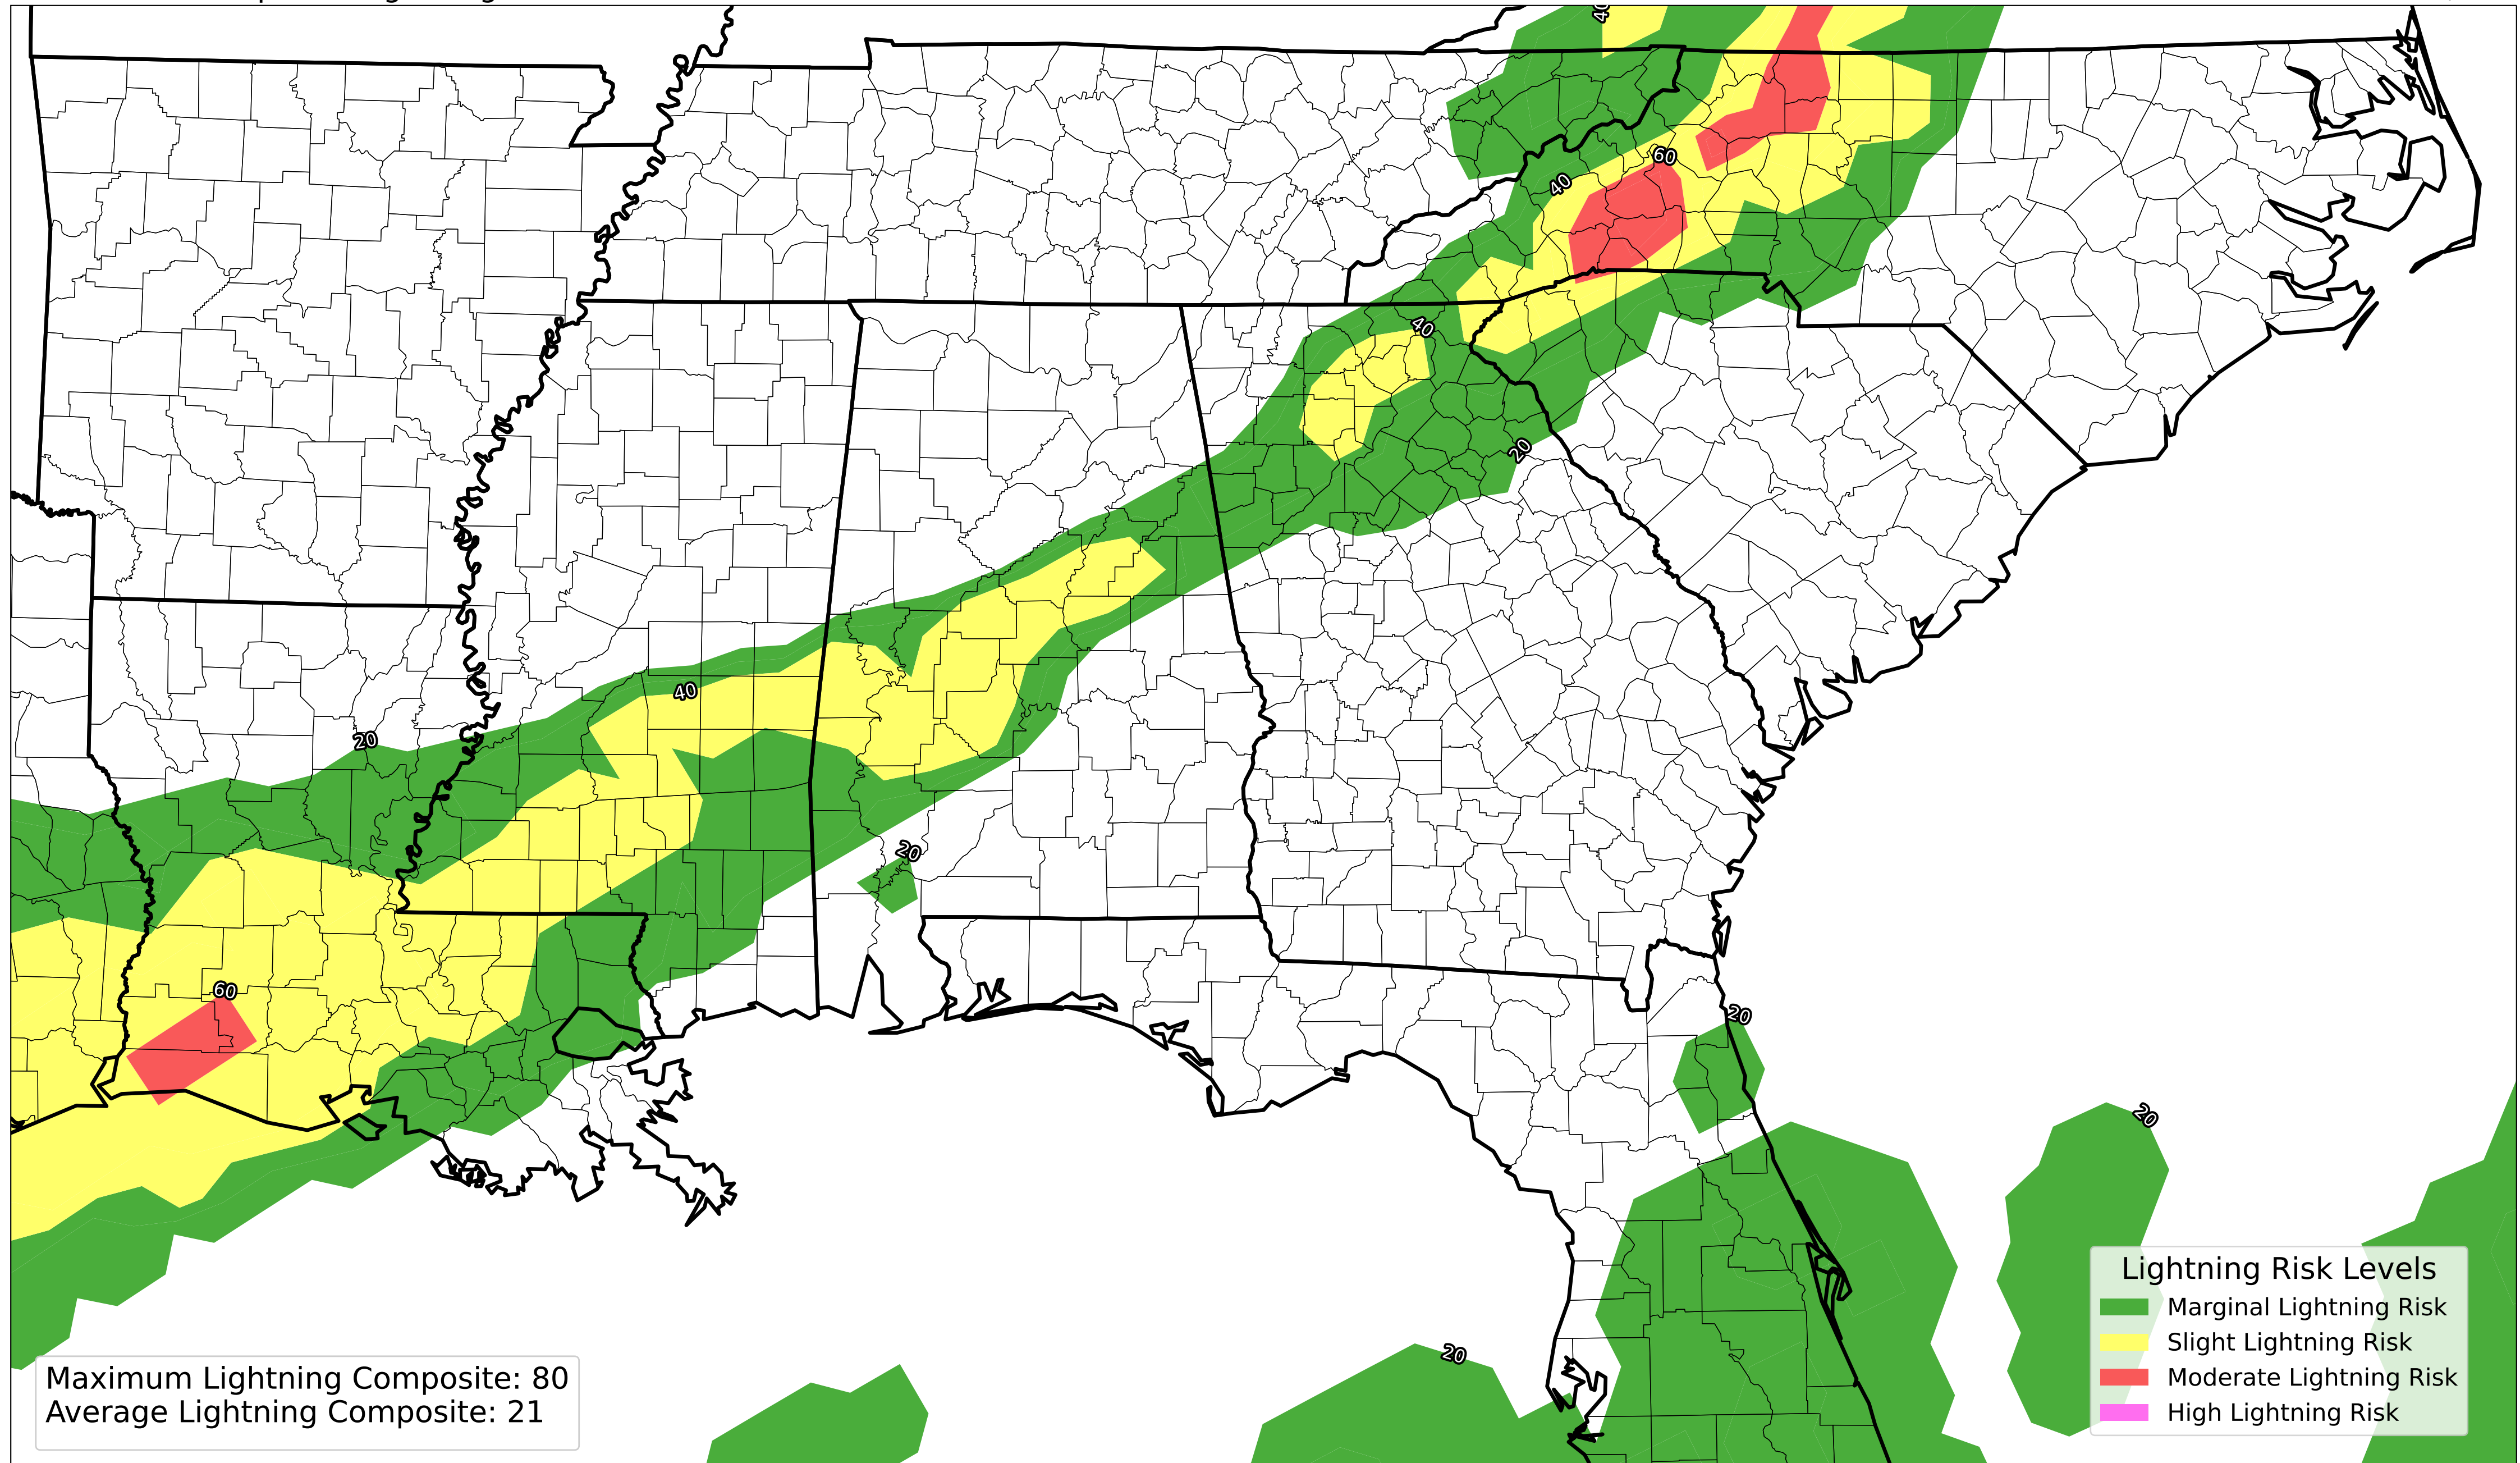 40
60
40
40
20
40
20
20
60
20
20
20
Lightning Risk Levels
Marginal Lightning Risk
Slight Lightning Risk
Moderate Lightning Risk
High Lightning Risk
Maximum Lightning Composite: 80
Average Lightning Composite: 21